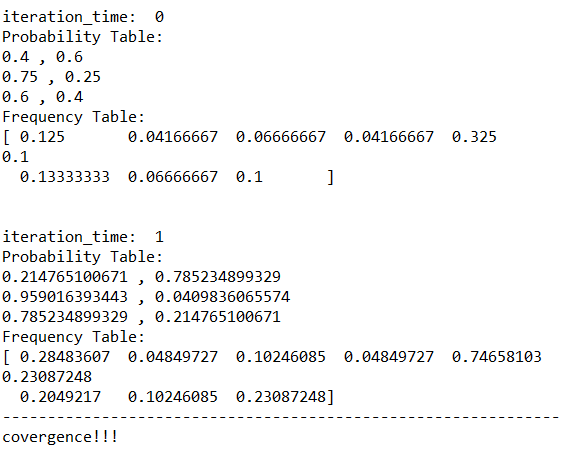 iteration_time:  0
Probability Table:
0.4 , 0.6
0.75 , 0.25
0.6 , 0.4
Frequency Table:
[ 0.125       0.04166667  0.06666667  0.04166667  0.325
0.1
  0.13333333  0.06666667  0.1       ]
iteration_time:  1
Probability Table:
0.214765100671 , 0.785234899329
0.959016393443 , 0.0409836065574
0.785234899329 , 0.214765100671
Frequency Table:
[ 0.28483607  0.04849727  0.10246085  0.04849727  0.74658103
0.23087248
  0.2049217   0.10246085  0.23087248]
--------------------------------------------------------------
covergence!!!